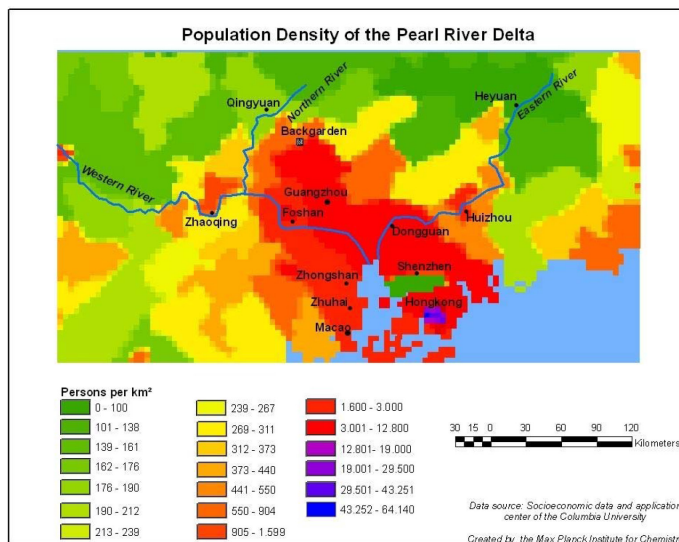 Population Density of the Pearl River Delta
Qingyuan
Northern River
Heyuan
Eastern River
Backgarden
M
Western River
Guangzhou
Zhaoqing
Foshan
Huizhou
Dongguan
Zhongshan
Shenzhen
Zhuhai
Hongkong
Macao
Persons per km²
0 - 100
101 - 138
139 - 161
162 - 176
176 - 190
190 - 212
213 - 239
239 - 267
269 - 311
312 - 373
373 - 440
441 - 550
550 - 904
905 - 1.599
1.600 - 3.000
3.001 - 12.800
12.801- 19.000
19.001 - 29.500
29.501 - 43.251
43.252 - 64.140
30 15 0 30 60 90 120
Kilometers
Data source: Socioeconomic data and application
center of the Columbia University
Created by the Max Planck Institute for Chemistry